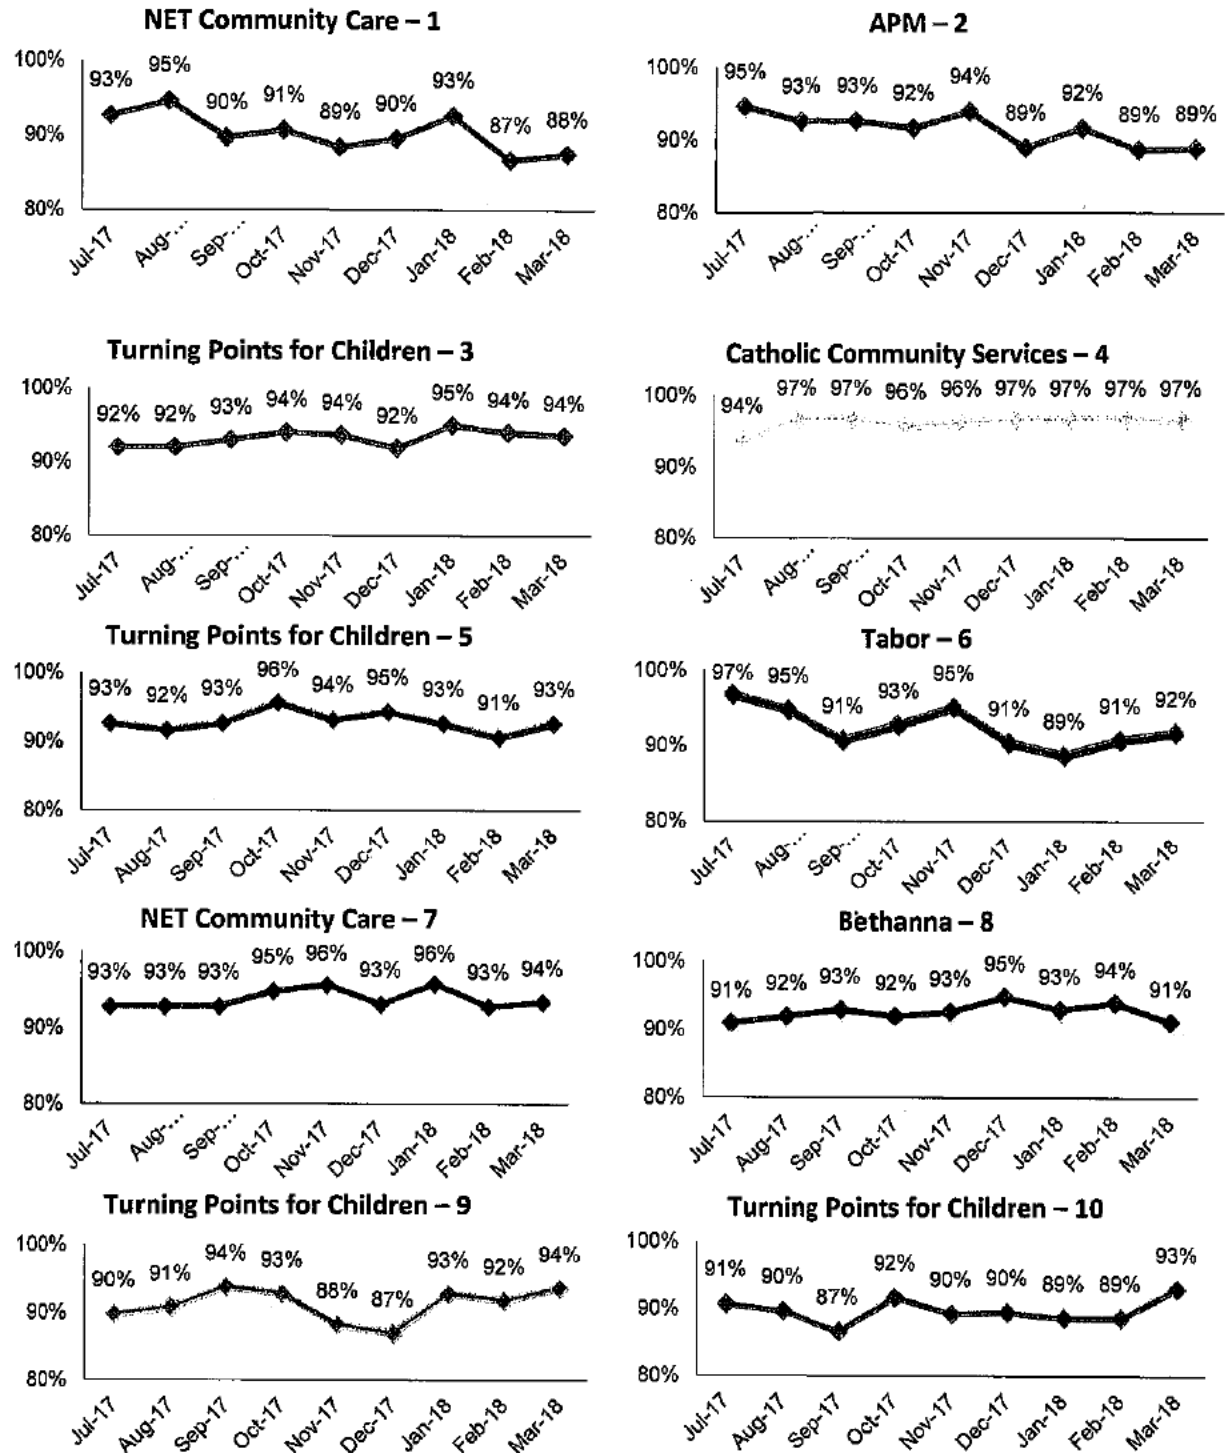 NET Community Care – 1
100%
90%
80%
93%
95%
90%
91%
89%
90%
93%
87%
88%
Jul-17
Aug-...
Sep-...
Oct-17
Nov-17
Dec-17
Jan-18
Feb-18
Mar-18
APM – 2
100%
90%
80%
95%
93%
93%
92%
94%
89%
92%
89%
89%
Jul-17
Aug-...
Sep-...
Oct-17
Nov-17
Dec-17
Jan-18
Feb-18
Mar-18
Turning Points for Children – 3
100%
90%
80%
92%
92%
93%
94%
94%
92%
95%
94%
94%
Jul-17
Aug-...
Sep-...
Oct-17
Nov-17
Dec-17
Jan-18
Feb-18
Mar-18
Catholic Community Services – 4
100%
90%
80%
94%
97%
97%
96%
96%
97%
97%
97%
97%
Jul-17
Aug-...
Sep-...
Oct-17
Nov-17
Dec-17
Jan-18
Feb-18
Mar-18
Turning Points for Children – 5
100%
90%
80%
93%
92%
93%
96%
94%
95%
93%
91%
93%
Jul-17
Aug-17
Sep-17
Oct-17
Nov-17
Dec-17
Jan-18
Feb-18
Mar-18
Tabor – 6
100%
90%
80%
97%
95%
91%
93%
95%
91%
89%
91%
92%
Jul-17
Aug-...
Sep-...
Oct-17
Nov-17
Dec-17
Jan-18
Feb-18
Mar-18
NET Community Care – 7
100%
90%
80%
93%
93%
93%
95%
96%
93%
96%
93%
94%
Jul-17
Aug-...
Sep-...
Oct-17
Nov-17
Dec-17
Jan-18
Feb-18
Mar-18
Bethanna – 8
100%
90%
80%
91%
92%
93%
92%
93%
95%
93%
94%
91%
Jul-17
Aug-17
Sep-17
Oct-17
Nov-17
Dec-17
Jan-18
Feb-18
Mar-18
Turning Points for Children – 9
100%
90%
80%
90%
91%
94%
93%
88%
87%
93%
92%
94%
Jul-17
Aug-17
Sep-17
Oct-17
Nov-17
Dec-17
Jan-18
Feb-18
Mar-18
Turning Points for Children – 10
100%
90%
80%
91%
90%
87%
92%
90%
90%
89%
89%
93%
Jul-17
Aug-17
Sep-17
Oct-17
Nov-17
Dec-17
Jan-18
Feb-18
Mar-18